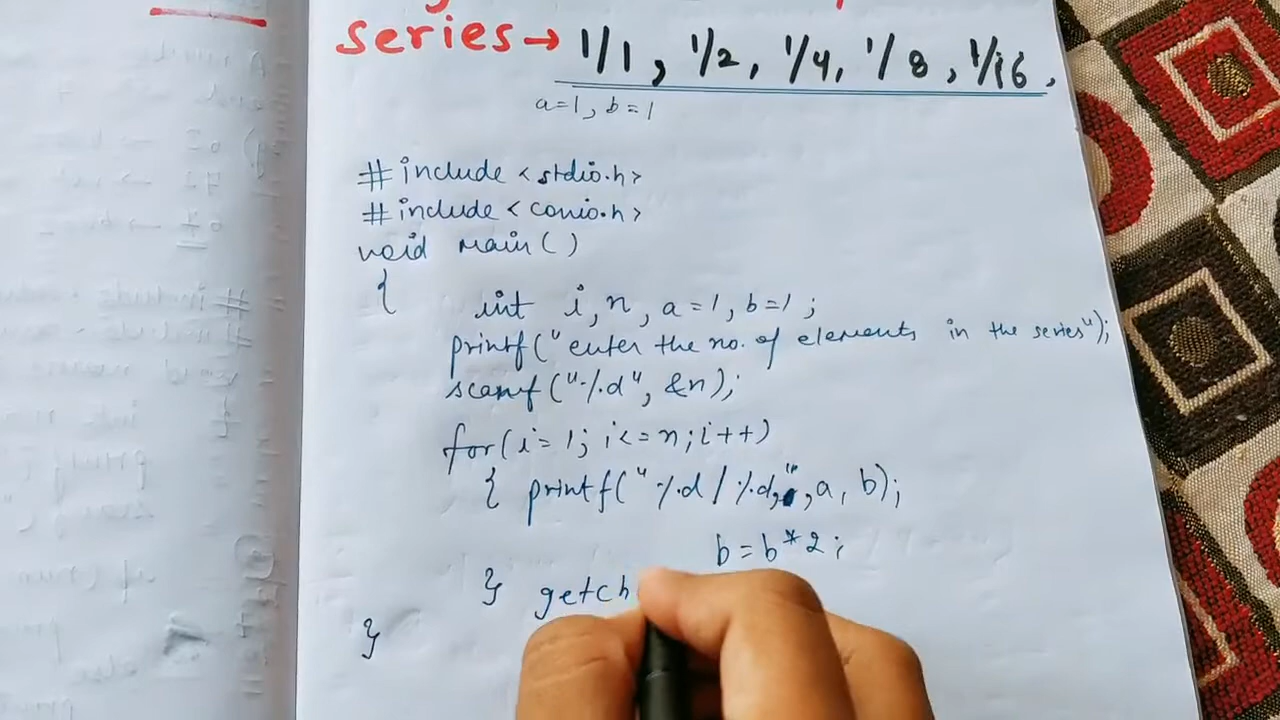 series → 1/1, 1/2, 1/4, 1/8, 1/16.
a=1, b=1
#include <stdio.h>
#include <conio.h>
void main()
{ int i, n, a=1, b=1;
printf("enter the no. of elements in the series");
scanf("%d", &n);
for(i=1; i<=n; i++)
{ printf("%d/%d,", a, b);
b=b*2;
} getch
}